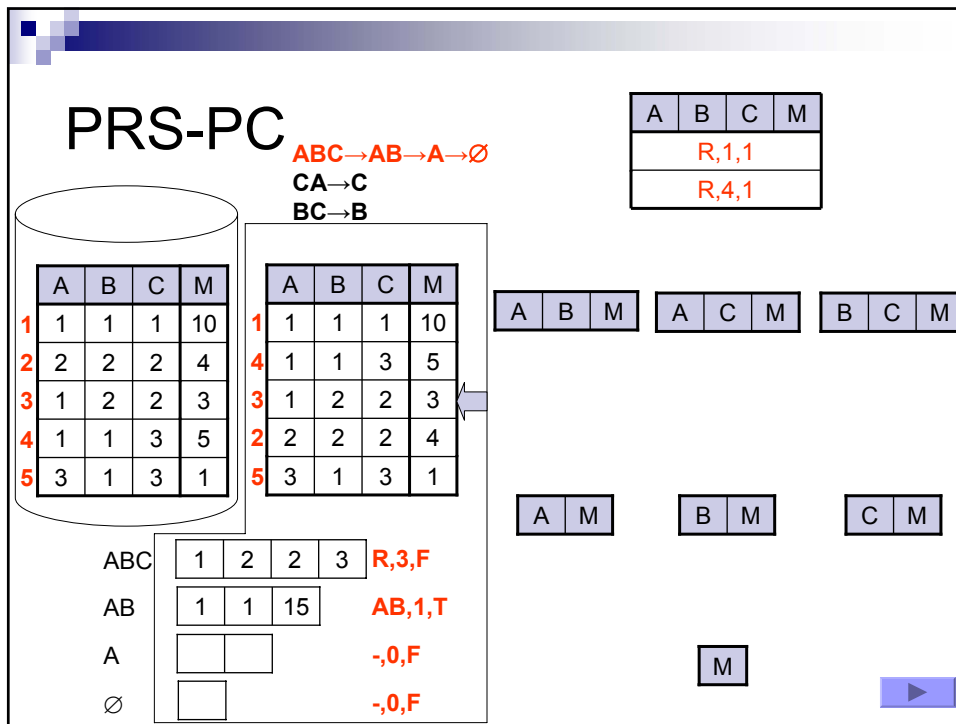 PRS-PC
ABC→AB→A→∅
CA→C
BC→B
A B C M
R,1,1
R,4,1
A B C M
1 1 1 1 10
2 2 2 2 4
3 1 2 2 3
4 1 1 3 5
5 3 1 3 1
A B C M
1 1 1 1 10
4 1 1 3 5
3 1 2 2 3
2 2 2 2 4
5 3 1 3 1
A B M
A C M
B C M
A M
B M
C M
M
ABC 1 2 2 3 R,3,F
AB 1 1 15 AB,1,T
A -,0,F
∅ -,0,F